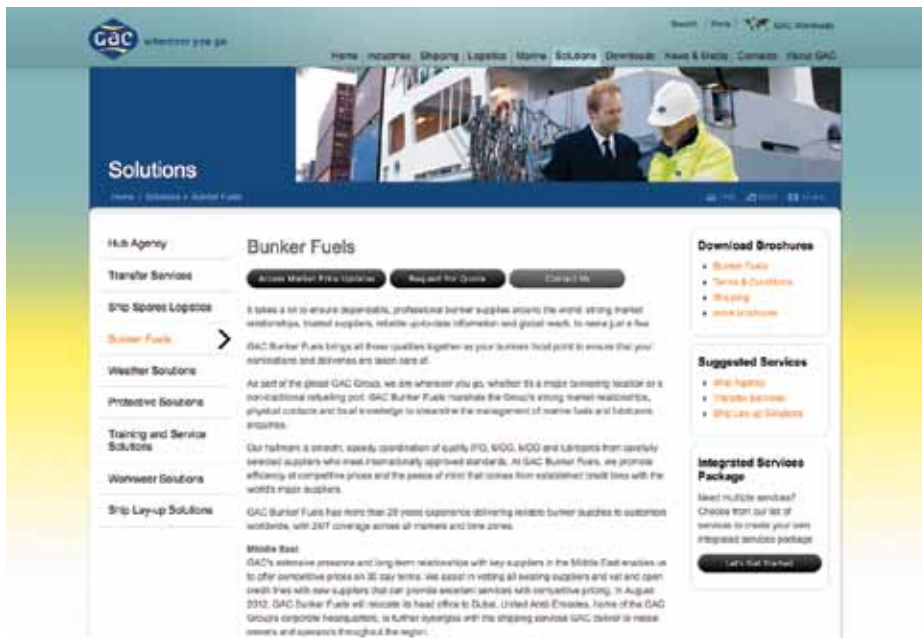 GAC wherever you go
Search | Ports | GAC Worldwide
Home | Industries | Shipping | Logistics | Marine | Solutions | Downloads | News & Media | Contacts | About GAC
Solutions
Home / Solutions > Bunker Fuels
Hub Agency
Transfer Services
Ship Spares Logistics
Bunker Fuels
Weather Solutions
Protective Solutions
Training and Service
Solutions
Workwear Solutions
Ship Lay-up Solutions
Bunker Fuels
Access Market Price Updates
Request For Quote
Contact Us
It takes a lot to ensure dependable, professional bunker supplies around the world: strong market
relationships, trusted suppliers, reliable up-to-date information and global reach, to name just a few.
GAC Bunker Fuels brings all those qualities together as your bunkers focal point to ensure that your
nominations and deliveries are taken care of.
As part of the global GAC Group, we are wherever you go, whether it's a major bunkering location or a
non-traditional refuelling port. GAC Bunker Fuels marshals the Group's strong market relationships,
physical contacts and local knowledge to streamline the management of marine fuels and lubricants
enquiries.
Our hallmark is smooth, speedy coordination of quality IFO, MGO, MDO and lubricants from carefully
selected suppliers who meet internationally approved standards. At GAC Bunker Fuels, we promote
efficiency at competitive prices and the peace of mind that comes from established credit lines with the
world's major suppliers.
GAC Bunker Fuels has more than 20 years experience delivering reliable bunker supplies to customers
worldwide, with 24/7 coverage across all markets and time zones.
Middle East
GAC's extensive presence and long-term relationships with key suppliers in the Middle East enables us
to offer competitive prices on 30 day terms. We assist in vetting all existing suppliers and vet and open
credit lines with new suppliers that can provide excellent services with competitive pricing. In August
2012, GAC Bunker Fuels will relocate its head office to Dubai, United Arab Emirates, home of the GAC
Group's corporate headquarters, to further synergise with the shipping services GAC deliver to vessel
owners and operators throughout the region.
Download Brochures
Bunker Fuels
Terms & Conditions
Shipping
more brochures
Suggested Services
Ship Agency
Transfer Services
Ship Lay-up Solutions
Integrated Services
Package
Need multiple services?
Choose from our list of
services to create your own
integrated services package
Let's Get Started